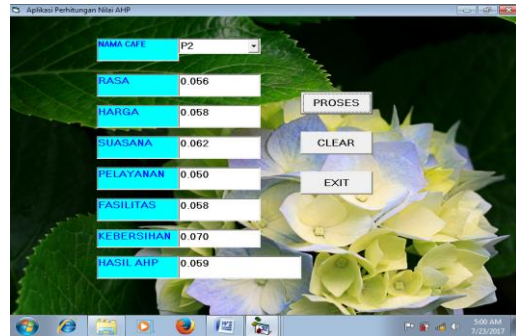 Aplikasi Perhitungan Nilai AHP
NAMA CAFE P2
RASA 0.056
HARGA 0.058
SUASANA 0.062
PELAYANAN 0.050
FASILITAS 0.058
KEBERSIHAN 0.070
HASIL AHP 0.059
PROSES
CLEAR
EXIT
5:00 AM
7/23/2017